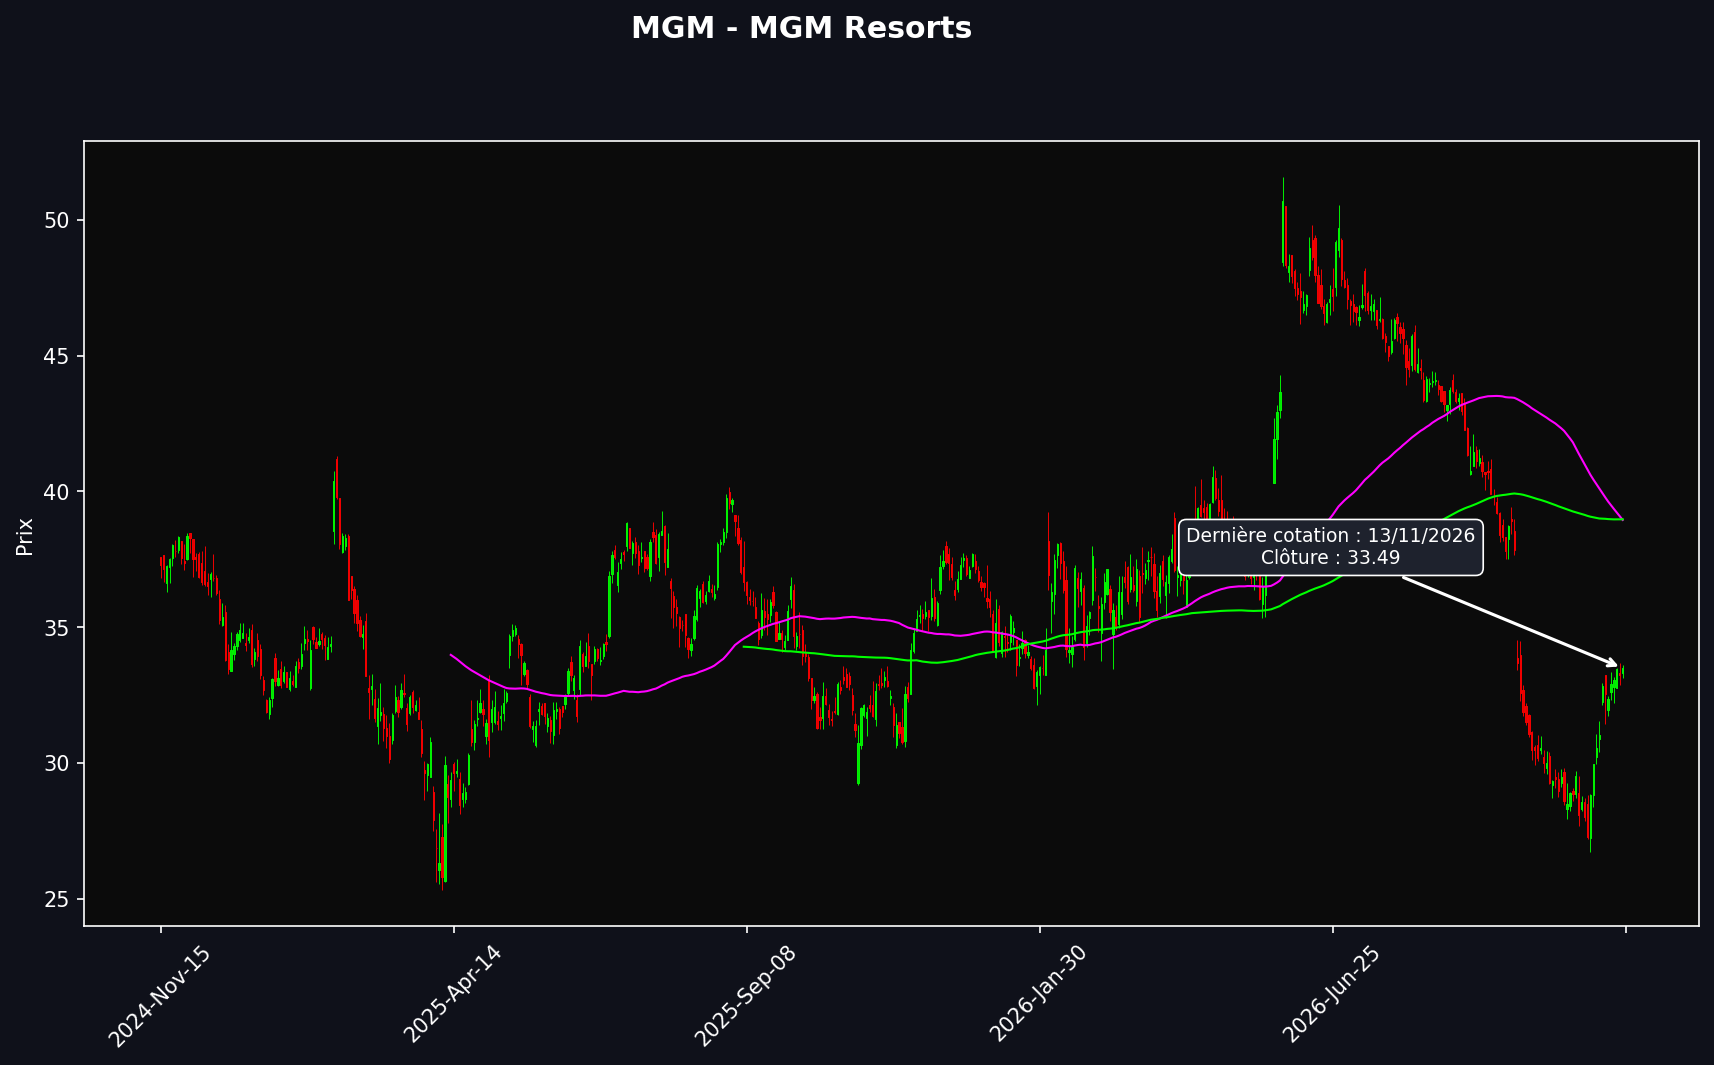 MGM - MGM Resorts
Prix
50
45
40
35
30
25
Dernière cotation : 13/11/2026
Clôture : 33.49
2024-Nov-15
2025-Apr-14
2025-Sep-08
2026-Jan-30
2026-Jun-25